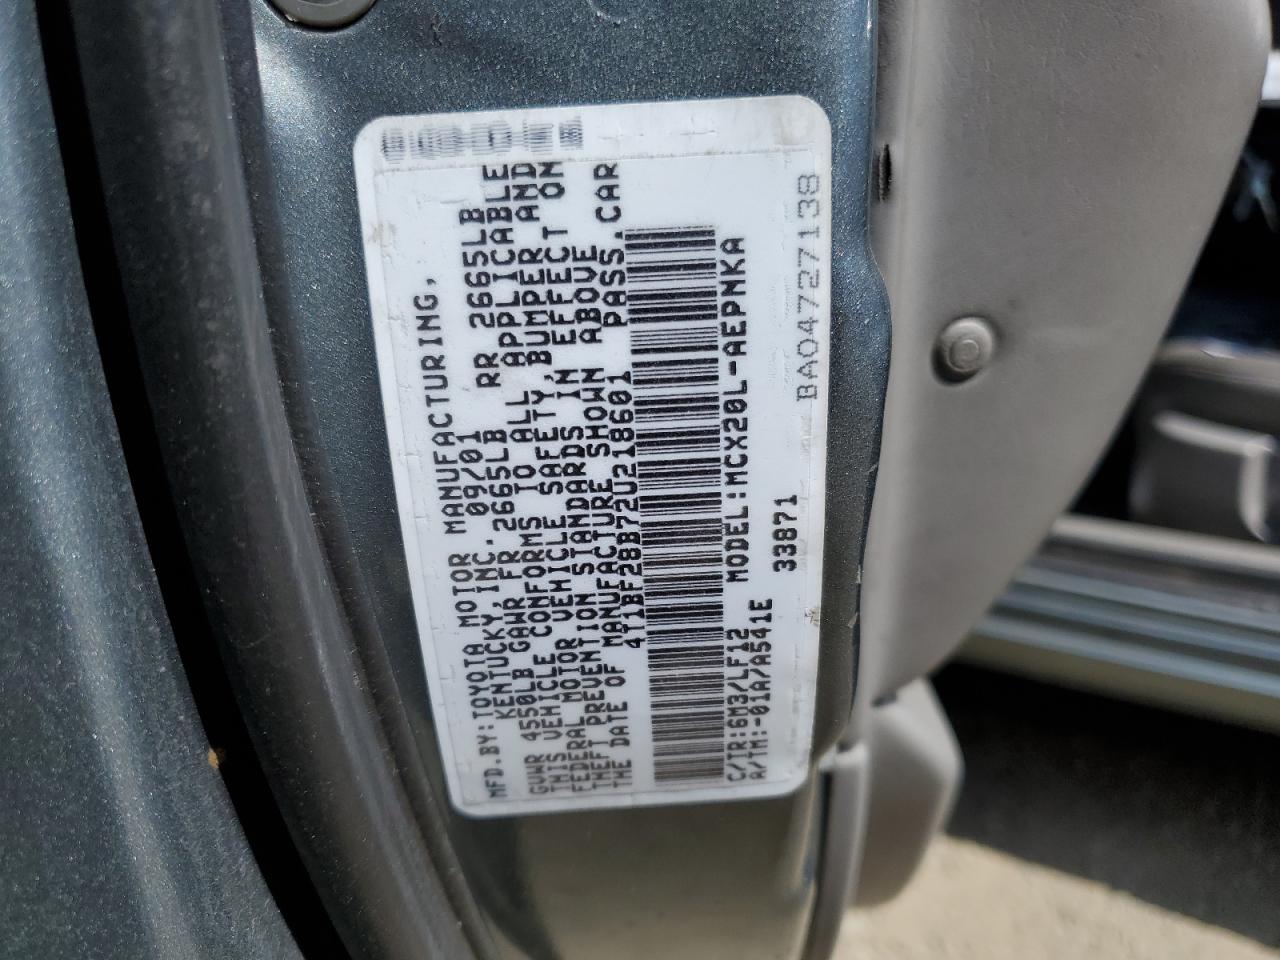 MFD.BY:TOYOTA MOTOR MANUFACTURING,
KENTUCKY,INC. 09/01
GVWR 4550LB GAWR FR 2665LB RR 2665LB
THIS VEHICLE CONFORMS TO ALL APPLICABLE
FEDERAL MOTOR VEHICLE SAFETY, BUMPER AND
THEFT PREVENTION STANDARDS IN EFFECT ON
THE DATE OF MANUFACTURE SHOWN ABOVE
4T1BF28B72U218601 PASS.CAR
C/TR:6M3/LF12 MODEL:MCX20L-AEPNKA
A/TM:-01A/A541E 33871
BA04727138